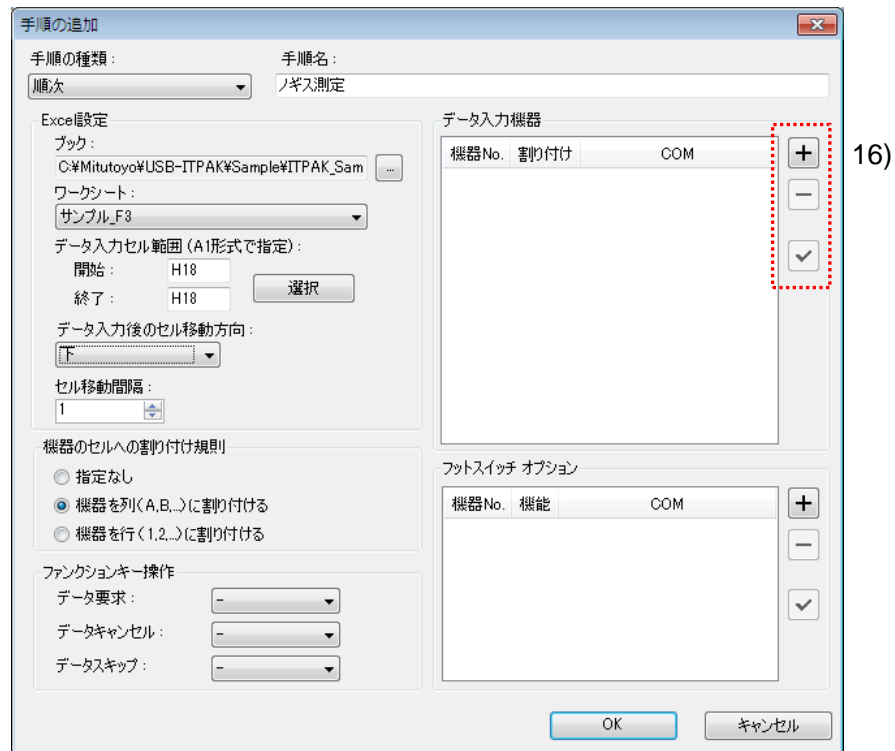 手順の追加
手順の種類：
手順名：
順次
ノギス測定
Excel設定
ブック：
C:¥Mitutoyo¥USB-ITPAK¥Sample¥ITPAK_Sam
...
ワークシート：
サンプル_F3
データ入力セル範囲（A1形式で指定）：
開始： H18
終了： H18
選択
データ入力後のセル移動方向：
下
セル移動間隔：
1
機器のセルへの割り付け規則
指定なし
機器を列（A,B,..）に割り付ける
機器を行（1,2,..）に割り付ける
ファンクションキー操作
データ要求： -
データキャンセル： -
データスキップ： -
データ入力機器
機器No. 割り付け COM
16)
フットスイッチ オプション
機器No. 機能 COM
OK
キャンセル